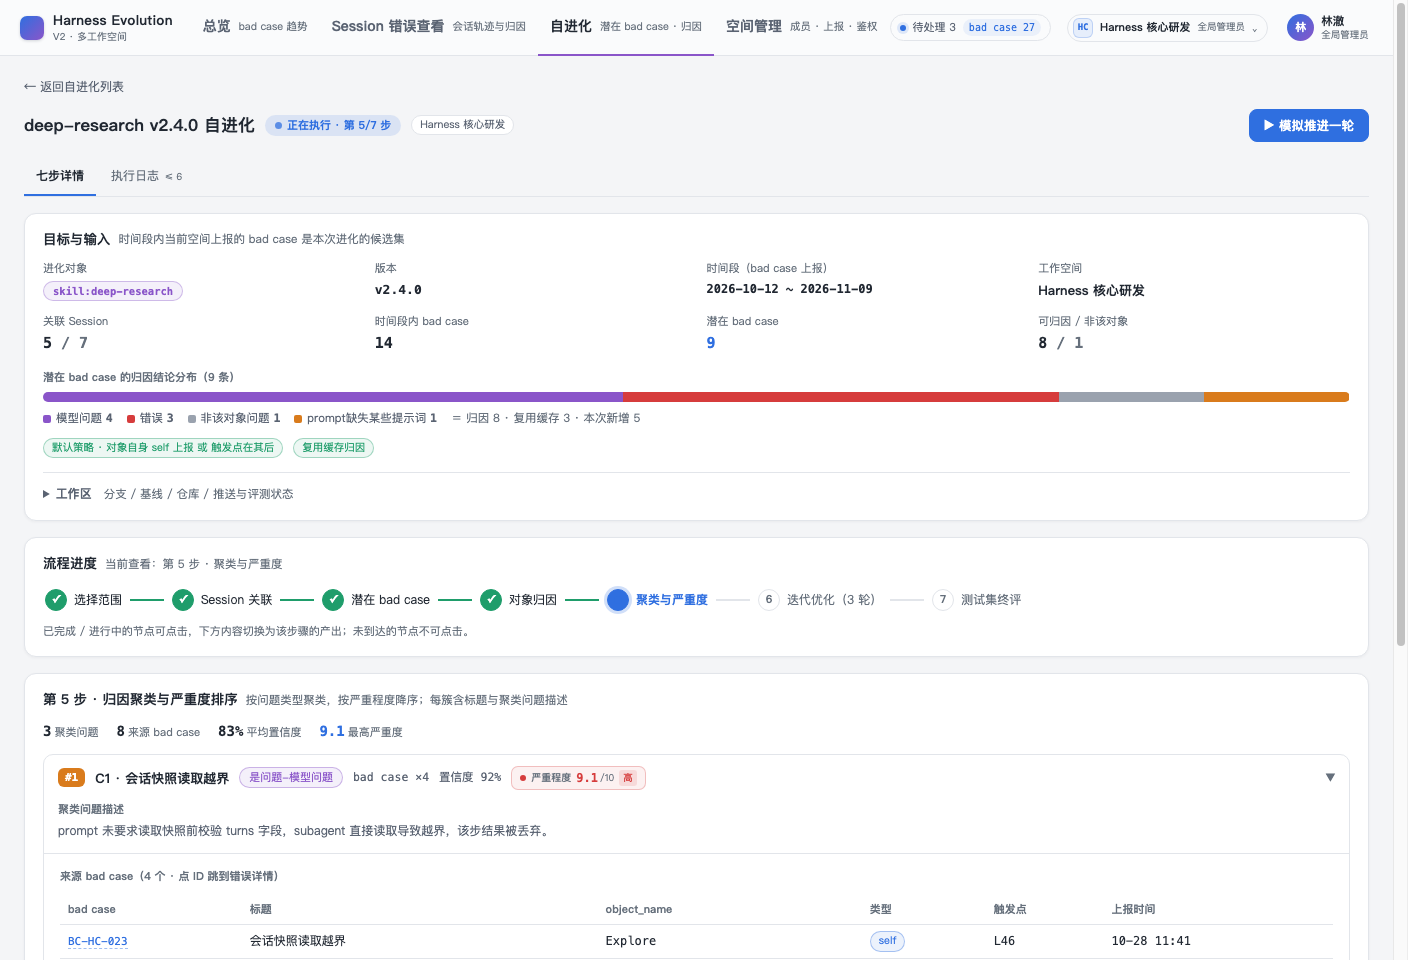 Harness Evolution
V2 · 多工作空间
总览 bad case 趋势
Session 错误查看 会话轨迹与归因
自进化 潜在 bad case · 归因
空间管理 成员 · 上报 · 鉴权
待处理 3 bad case 27
HC Harness 核心研发 全局管理员
林 林澈
全局管理员
← 返回自进化列表
deep-research v2.4.0 自进化 正在执行 · 第 5/7 步 Harness 核心研发
▶ 模拟推进一轮
七步详情 执行日志 ≤ 6
目标与输入 时间段内当前空间上报的 bad case 是本次进化的候选集
进化对象 版本 时间段（bad case 上报） 工作空间
skill:deep-research v2.4.0 2026-10-12 ~ 2026-11-09 Harness 核心研发
关联 Session 时间段内 bad case 潜在 bad case 可归因 / 非该对象
5 / 7 14 9 8 / 1
潜在 bad case 的归因结论分布（9 条）
模型问题 4 错误 3 非该对象问题 1 prompt缺失某些提示词 1 = 归因 8 · 复用缓存 3 · 本次新增 5
默认策略 · 对象自身 self 上报 或 触发点在其后 复用缓存归因
▶ 工作区 分支 / 基线 / 仓库 / 推送与评测状态
流程进度 当前查看：第 5 步 · 聚类与严重度
✓ 选择范围 ✓ Session 关联 ✓ 潜在 bad case ✓ 对象归因 聚类与严重度 6 迭代优化（3 轮） 7 测试集终评
已完成 / 进行中的节点可点击，下方内容切换为该步骤的产出；未到达的节点不可点击。
第 5 步 · 归因聚类与严重度排序 按问题类型聚类，按严重程度降序；每簇含标题与聚类问题描述
3 聚类问题 8 来源 bad case 83% 平均置信度 9.1 最高严重度
#1 C1 · 会话快照读取越界 是问题-模型问题 bad case ×4 置信度 92% 严重程度 9.1 /10 高 ▼
聚类问题描述
prompt 未要求读取快照前校验 turns 字段，subagent 直接读取导致越界，该步结果被丢弃。
来源 bad case（4 个 · 点 ID 跳到错误详情）
bad case 标题 object_name 类型 触发点 上报时间
BC-HC-023 会话快照读取越界 Explore self L46 10-28 11:41